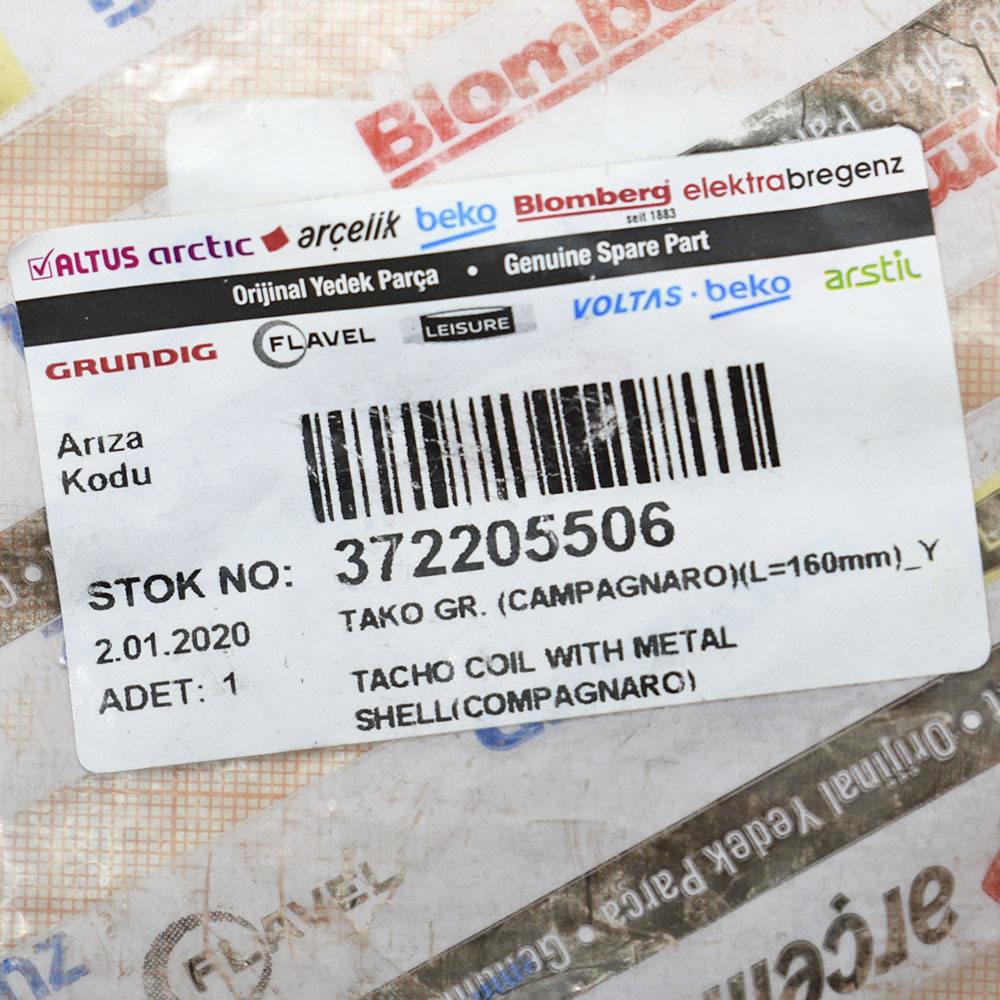 Blomb
Spare
ALTUS arctic arçelik beko Blomberg elektrabregenz
seit 1883
Orijinal Yedek Parça • Genuine Spare Part
GRUNDIG FLAVEL LEISURE VOLTAS · beko arstil
Arıza
Kodu
STOK NO: 372205506
2.01.2020 TAKO GR. (CAMPAGNARO)(L=160mm)_Y
ADET: 1 TACHO COIL WITH METAL
SHELL(COMPAGNARO)
Orijinal Yedek Parça •
FLAVEL